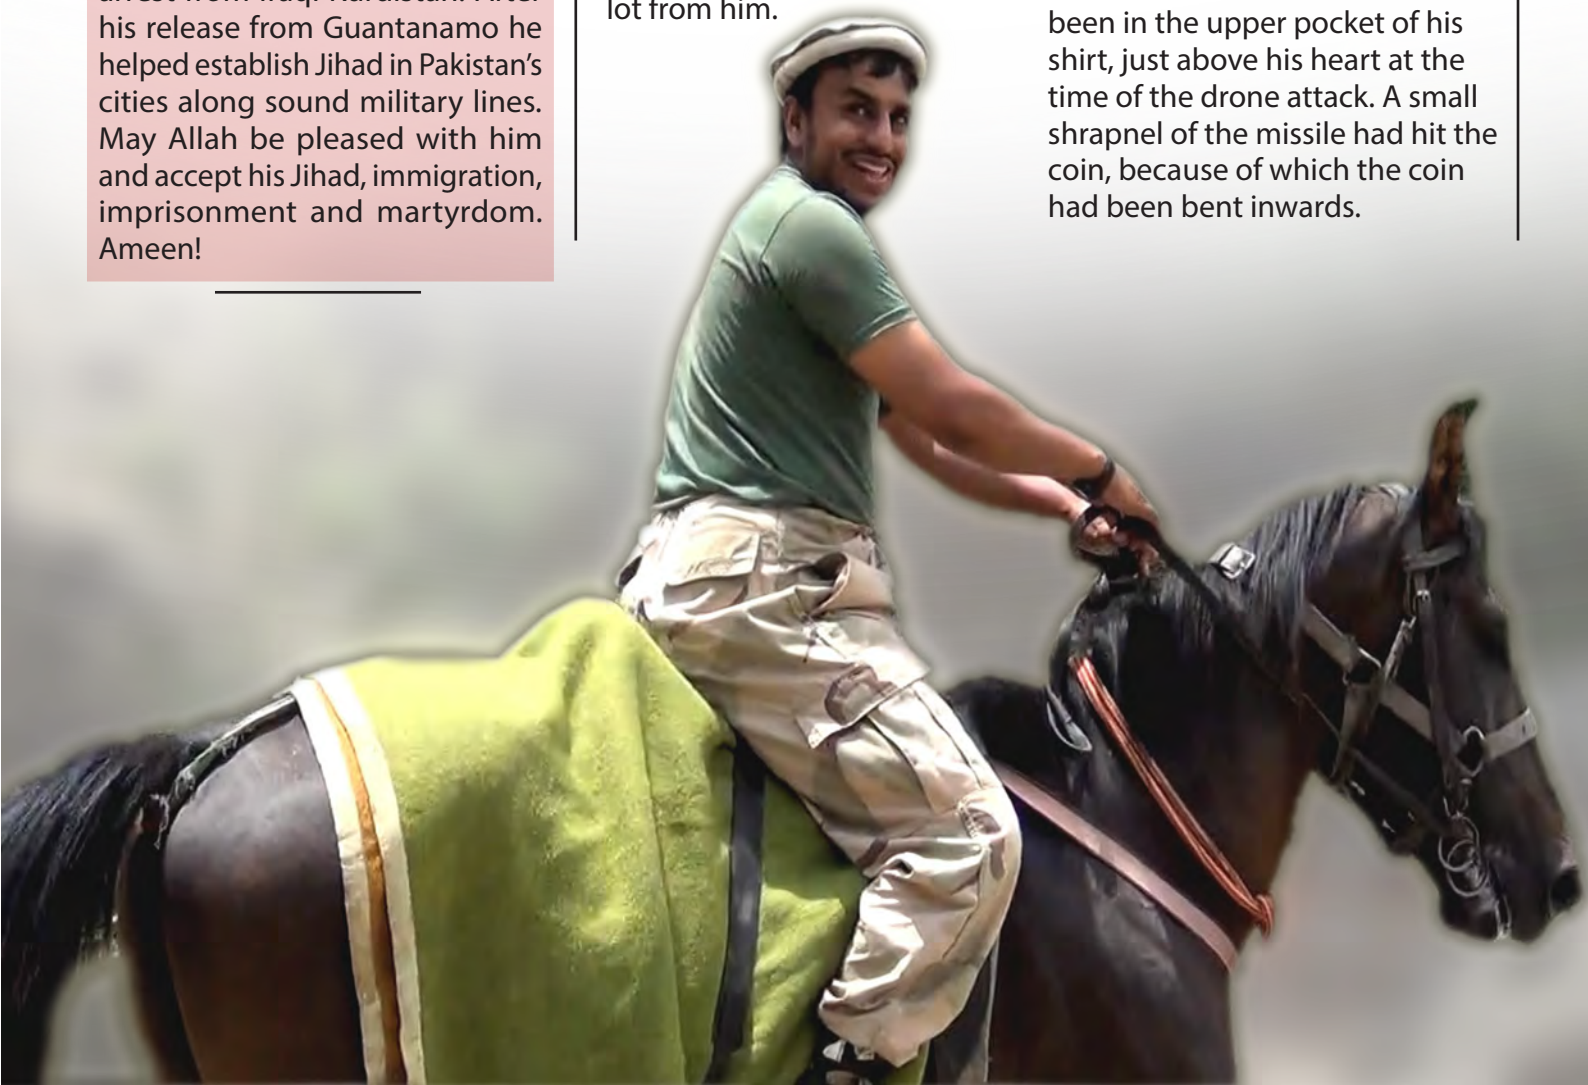 his release from Guantanamo he
helped establish Jihad in Pakistan’s
cities along sound military lines.
May Allah be pleased with him
and accept his Jihad, immigration,
imprisonment and martyrdom.
Ameen!
lot from him.
been in the upper pocket of his
shirt, just above his heart at the
time of the drone attack. A small
shrapnel of the missile had hit the
coin, because of which the coin
had been bent inwards.